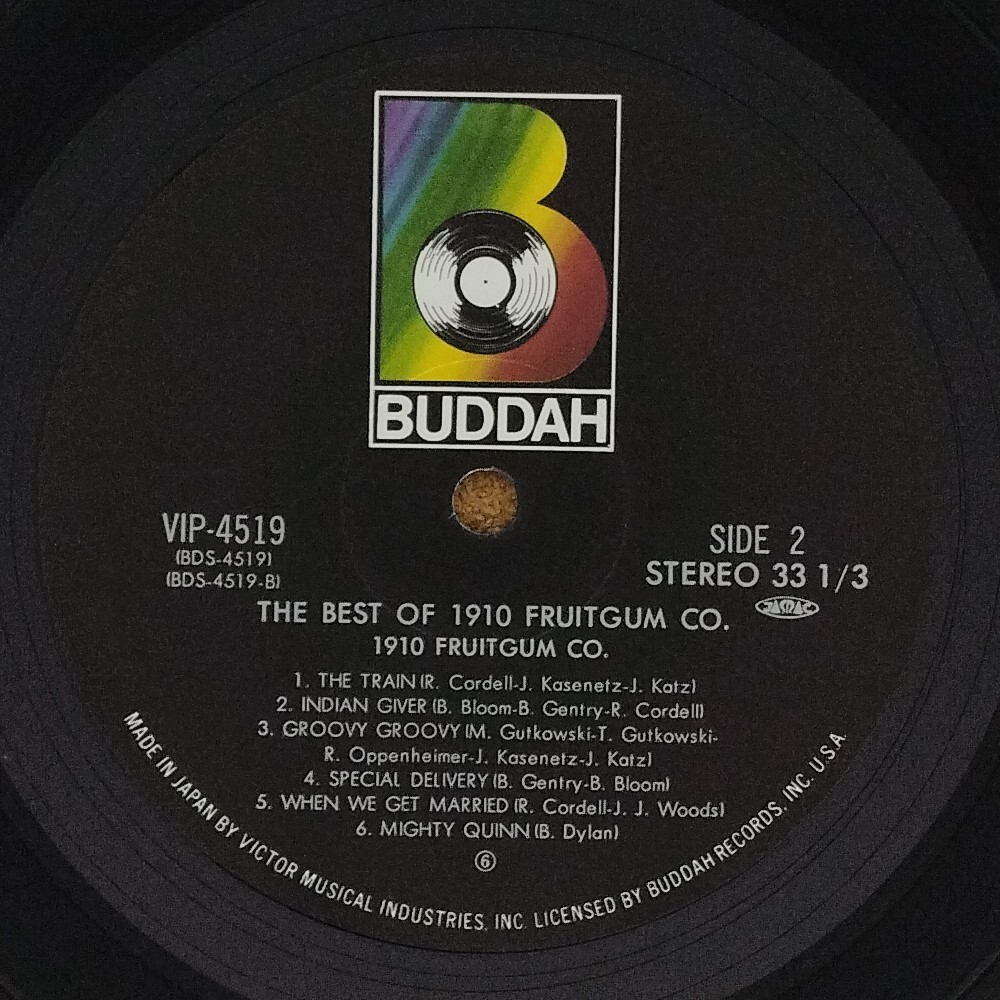 BUDDAH
VIP-4519
(BDS-4519)
(BDS-4519-B)
SIDE 2
STEREO 33 1/3
JASRAC
THE BEST OF 1910 FRUITGUM CO.
1910 FRUITGUM CO.
1. THE TRAIN (R. Cordell-J. Kasenetz-J. Katz)
2. INDIAN GIVER (B. Bloom-B. Gentry-R. Cordell)
3. GROOVY GROOVY (M. Gutkowski-T. Gutkowski-
R. Oppenheimer-J. Kasenetz-J. Katz)
4. SPECIAL DELIVERY (B. Gentry-B. Bloom)
5. WHEN WE GET MARRIED (R. Cordell-J. J. Woods)
6. MIGHTY QUINN (B. Dylan)
⑥
MADE IN JAPAN BY VICTOR MUSICAL INDUSTRIES, INC. LICENSED BY BUDDAH RECORDS, INC. U.S.A.